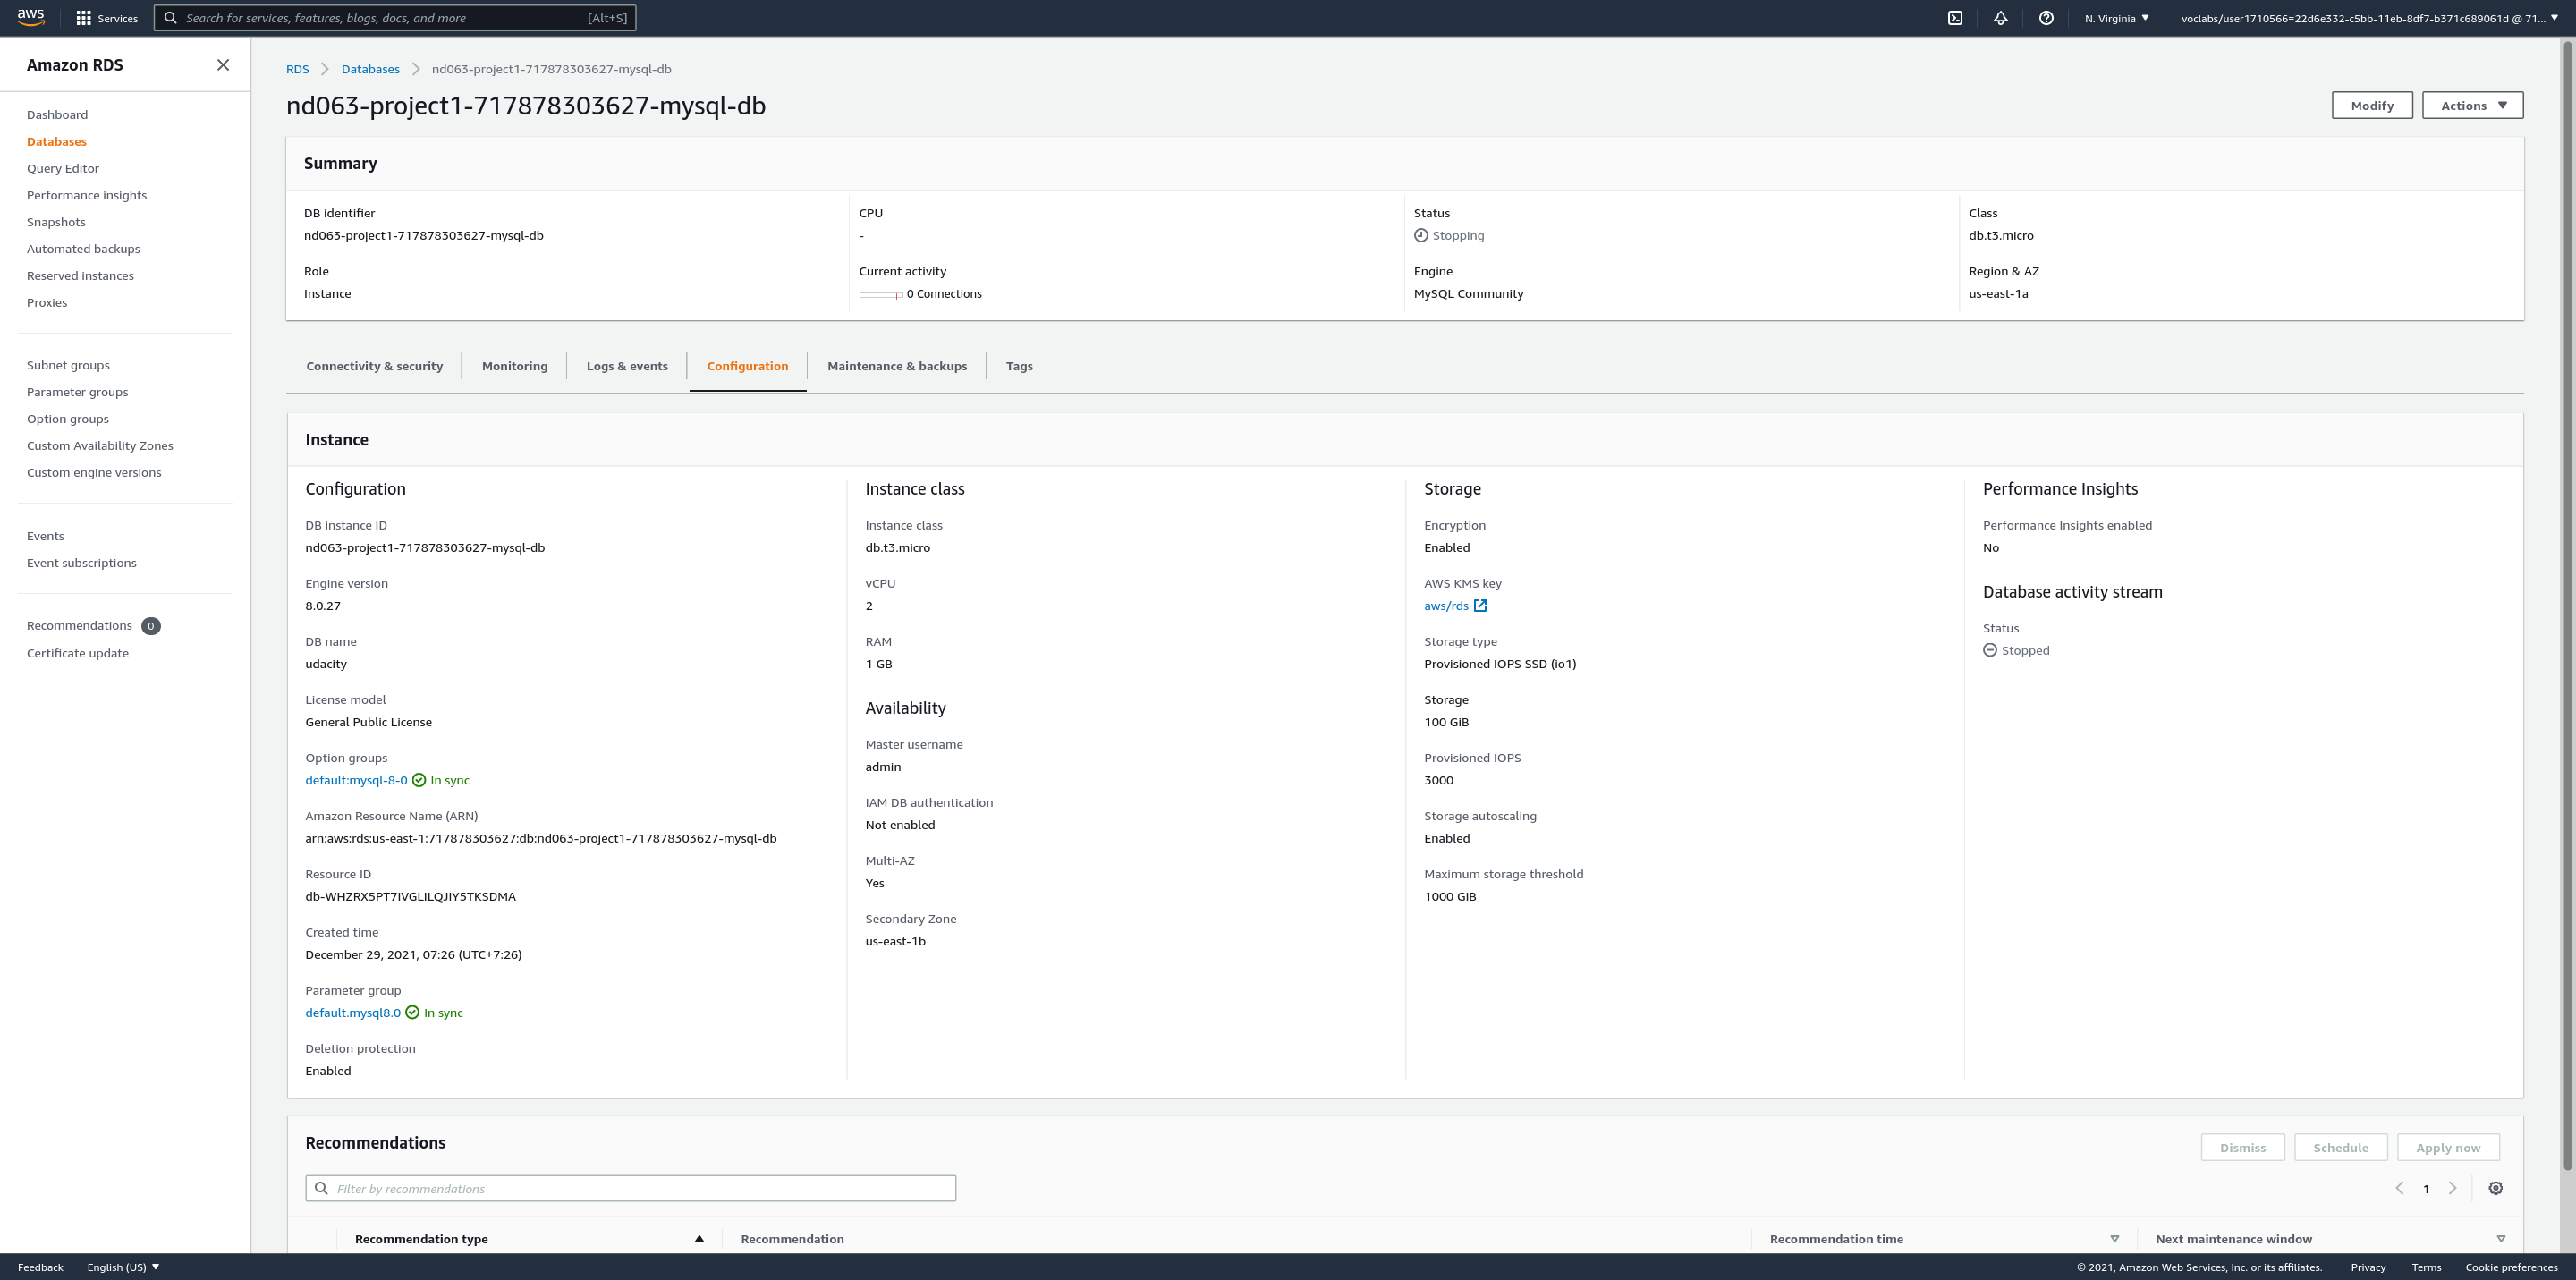 aws
Services
Search for services, features, blogs, docs, and more [Alt+S]
N. Virginia
voclabs/user1710566=22d6e332-c5bb-11eb-8df7-b371c689061d @ 71...
Amazon RDS
Dashboard
Databases
Query Editor
Performance insights
Snapshots
Automated backups
Reserved instances
Proxies
Subnet groups
Parameter groups
Option groups
Custom Availability Zones
Custom engine versions
Events
Event subscriptions
Recommendations 0
Certificate update
RDS Databases nd063-project1-717878303627-mysql-db
nd063-project1-717878303627-mysql-db
Modify
Actions
Summary
DB identifier
nd063-project1-717878303627-mysql-db
CPU
-
Status
Stopping
Class
db.t3.micro
Role
Instance
Current activity
0 Connections
Engine
MySQL Community
Region & AZ
us-east-1a
Connectivity & security
Monitoring
Logs & events
Configuration
Maintenance & backups
Tags
Instance
Configuration
DB instance ID
nd063-project1-717878303627-mysql-db
Engine version
8.0.27
DB name
udacity
License model
General Public License
Option groups
default:mysql-8-0 In sync
Amazon Resource Name (ARN)
arn:aws:rds:us-east-1:717878303627:db:nd063-project1-717878303627-mysql-db
Resource ID
db-WHZRX5PT7IVGLILQJIY5TKSDMA
Created time
December 29, 2021, 07:26 (UTC+7:26)
Parameter group
default.mysql8.0 In sync
Deletion protection
Enabled
Instance class
Instance class
db.t3.micro
vCPU
2
RAM
1 GB
Availability
Master username
admin
IAM DB authentication
Not enabled
Multi-AZ
Yes
Secondary Zone
us-east-1b
Storage
Encryption
Enabled
AWS KMS key
aws/rds
Storage type
Provisioned IOPS SSD (io1)
Storage
100 GiB
Provisioned IOPS
3000
Storage autoscaling
Enabled
Maximum storage threshold
1000 GiB
Performance Insights
Performance Insights enabled
No
Database activity stream
Status
Stopped
Recommendations
Dismiss
Schedule
Apply now
Filter by recommendations
1
Recommendation type
Recommendation
Recommendation time
Next maintenance window
Feedback
English (US)
© 2021, Amazon Web Services, Inc. or its affiliates.
Privacy
Terms
Cookie preferences